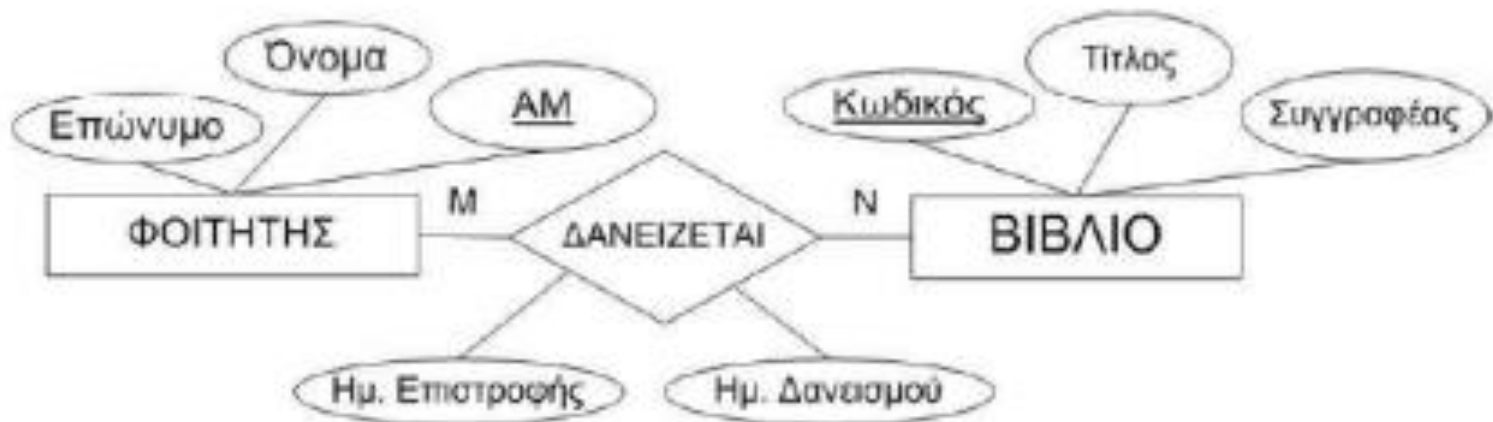 Όνομα
Τίτλος
ΑΜ
Κωδικός
Επώνυμο
Συγγραφέας
ΦΟΙΤΗΤΗΣ
Μ
ΔΑΝΕΙΖΕΤΑΙ
Ν
ΒΙΒΛΙΟ
Ημ. Επιστροφής
Ημ. Δανεισμού